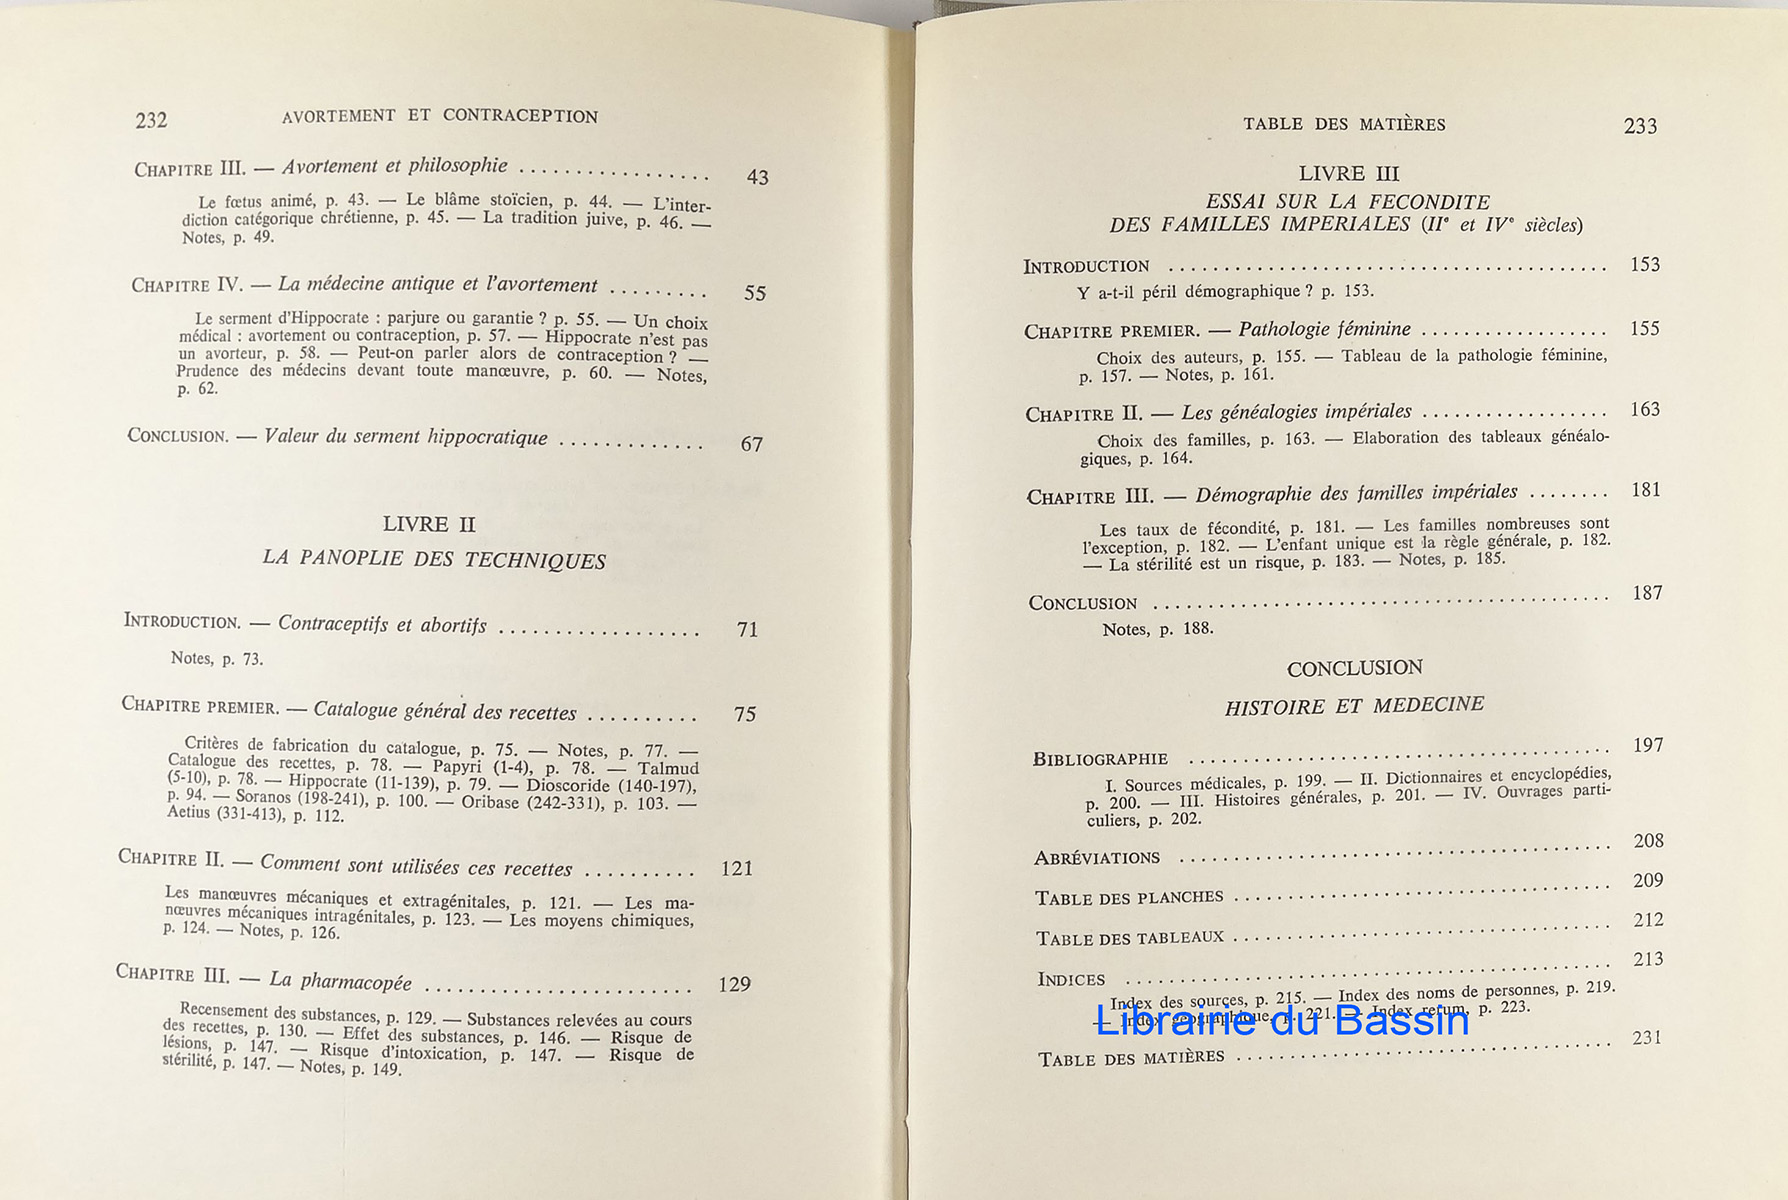 232 AVORTEMENT ET CONTRACEPTION
CHAPITRE III. — Avortement et philosophie ................. 43
Le fœtus animé, p. 43. — Le blâme stoïcien, p. 44. — L'inter-
diction catégorique chrétienne, p. 45. — La tradition juive, p. 46. —
Notes, p. 49.
CHAPITRE IV. — La médecine antique et l'avortement ......... 55
Le serment d'Hippocrate : parjure ou garantie ? p. 55. — Un choix
médical : avortement ou contraception, p. 57. — Hippocrate n'est pas
un avorteur, p. 58. — Peut-on parler alors de contraception ? —
Prudence des médecins devant toute manœuvre, p. 60. — Notes,
p. 62.
CONCLUSION. — Valeur du serment hippocratique ............. 67
LIVRE II
LA PANOPLIE DES TECHNIQUES
INTRODUCTION. — Contraceptifs et abortifs .................. 71
Notes, p. 73.
CHAPITRE PREMIER. — Catalogue général des recettes .......... 75
Critères de fabrication du catalogue, p. 75. — Notes, p. 77. —
Catalogue des recettes, p. 78. — Papyri (1-4), p. 78. — Talmud
(5-10), p. 78. — Hippocrate (11-139), p. 79. — Dioscoride (140-197),
p. 94. — Soranos (198-241), p. 100. — Oribase (242-331), p. 103. —
Aetius (331-413), p. 112.
CHAPITRE II. — Comment sont utilisées ces recettes .......... 121
Les manœuvres mécaniques et extragénitales, p. 121. — Les ma-
nœuvres mécaniques intragénitales, p. 123. — Les moyens chimiques,
p. 124. — Notes, p. 126.
CHAPITRE III. — La pharmacopée ........................ 129
Recensement des substances, p. 129. — Substances relevées au cours
des recettes, p. 130. — Effet des substances, p. 146. — Risque de
lésions, p. 147. — Risque d'intoxication, p. 147. — Risque de
stérilité, p. 147. — Notes, p. 149.
TABLE DES MATIÈRES 233
LIVRE III
ESSAI SUR LA FECONDITE
DES FAMILLES IMPERIALES (IIe et IVe siècles)
INTRODUCTION ........................................ 153
Y a-t-il péril démographique ? p. 153.
CHAPITRE PREMIER. — Pathologie féminine ................. 155
Choix des auteurs, p. 155. — Tableau de la pathologie féminine,
p. 157. — Notes, p. 161.
CHAPITRE II. — Les généalogies impériales ................. 163
Choix des familles, p. 163. — Elaboration des tableaux généalo-
giques, p. 164.
CHAPITRE III. — Démographie des familles impériales ........ 181
Les taux de fécondité, p. 181. — Les familles nombreuses sont
l'exception, p. 182. — L'enfant unique est la règle générale, p. 182.
— La stérilité est un risque, p. 183. — Notes, p. 185.
CONCLUSION .......................................... 187
Notes, p. 188.
CONCLUSION
HISTOIRE ET MEDECINE
BIBLIOGRAPHIE ....................................... 197
I. Sources médicales, p. 199. — II. Dictionnaires et encyclopédies,
p. 200. — III. Histoires générales, p. 201. — IV. Ouvrages parti-
culiers, p. 202.
ABRÉVIATIONS ........................................ 208
TABLE DES PLANCHES ................................... 209
TABLE DES TABLEAUX ................................... 212
INDICES ............................................. 213
Index des sources, p. 215. — Index des noms de personnes, p. 219.
— Index géographique, p. 221. — Index rerum, p. 223.
Librairie du Bassin
TABLE DES MATIÈRES ................................... 231